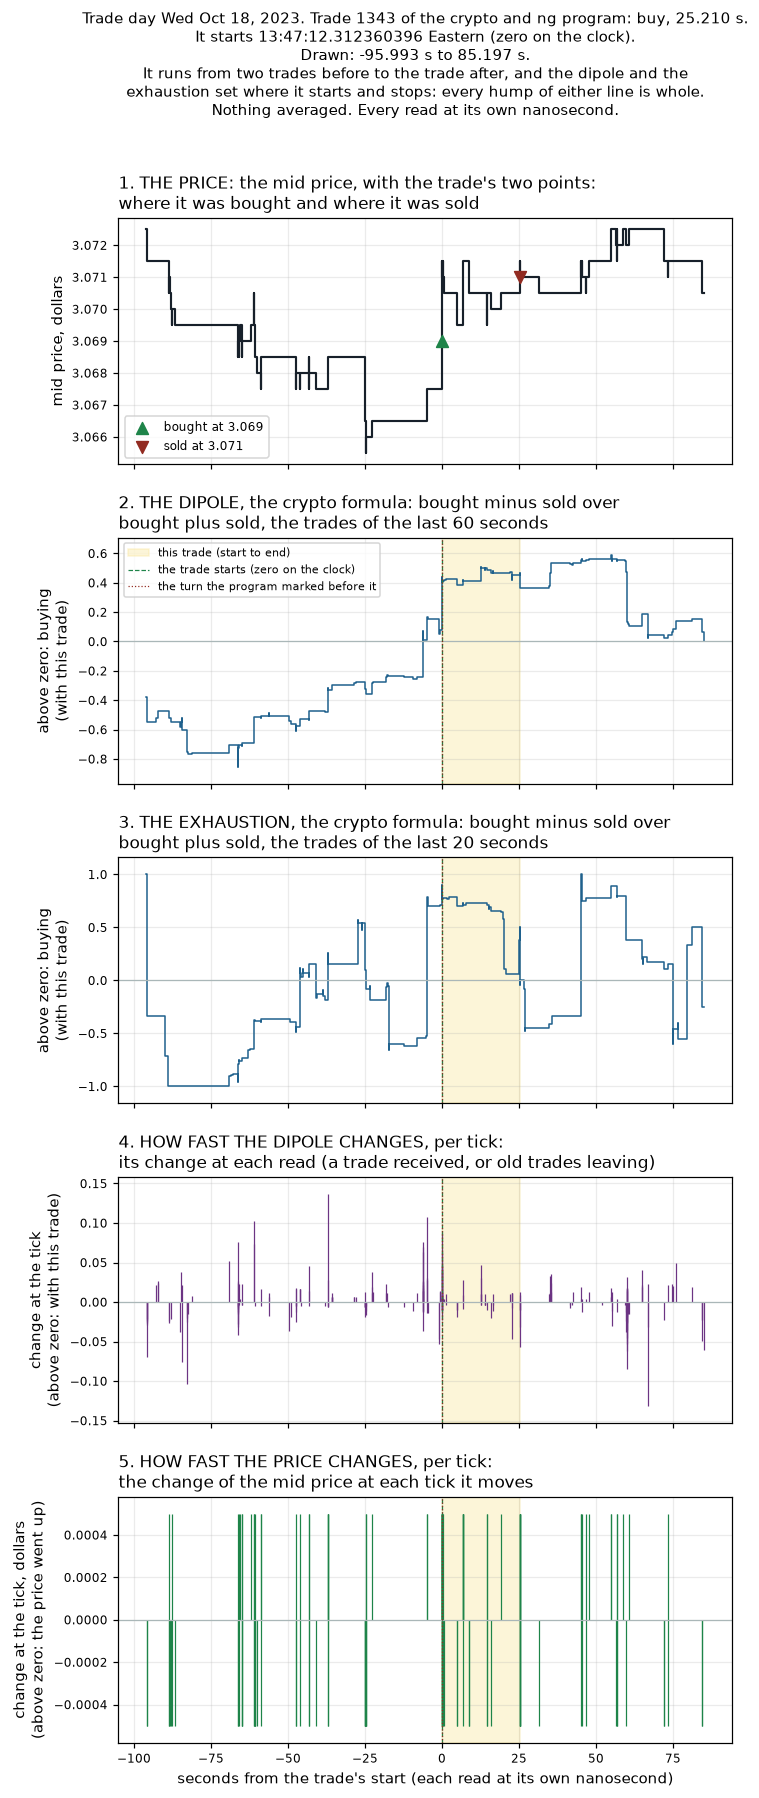 Trade day Wed Oct 18, 2023. Trade 1343 of the crypto and ng program: buy, 25.210 s.
It starts 13:47:12.312360396 Eastern (zero on the clock).
Drawn: -95.993 s to 85.197 s.
It runs from two trades before to the trade after, and the dipole and the
exhaustion set where it starts and stops: every hump of either line is whole.
Nothing averaged. Every read at its own nanosecond.
1. THE PRICE: the mid price, with the trade's two points:
where it was bought and where it was sold
mid price, dollars
3.072
3.071
3.070
3.069
3.068
3.067
3.066
bought at 3.069
sold at 3.071
2. THE DIPOLE, the crypto formula: bought minus sold over
bought plus sold, the trades of the last 60 seconds
above zero: buying
(with this trade)
0.6
0.4
0.2
0.0
−0.2
−0.4
−0.6
−0.8
this trade (start to end)
the trade starts (zero on the clock)
the turn the program marked before it
3. THE EXHAUSTION, the crypto formula: bought minus sold over
bought plus sold, the trades of the last 20 seconds
above zero: buying
(with this trade)
1.0
0.5
0.0
−0.5
−1.0
4. HOW FAST THE DIPOLE CHANGES, per tick:
its change at each read (a trade received, or old trades leaving)
change at the tick
(above zero: with this trade)
0.15
0.10
0.05
0.00
−0.05
−0.10
−0.15
5. HOW FAST THE PRICE CHANGES, per tick:
the change of the mid price at each tick it moves
change at the tick, dollars
(above zero: the price went up)
0.0004
0.0002
0.0000
−0.0002
−0.0004
−100
−75
−50
−25
0
25
50
75
seconds from the trade's start (each read at its own nanosecond)